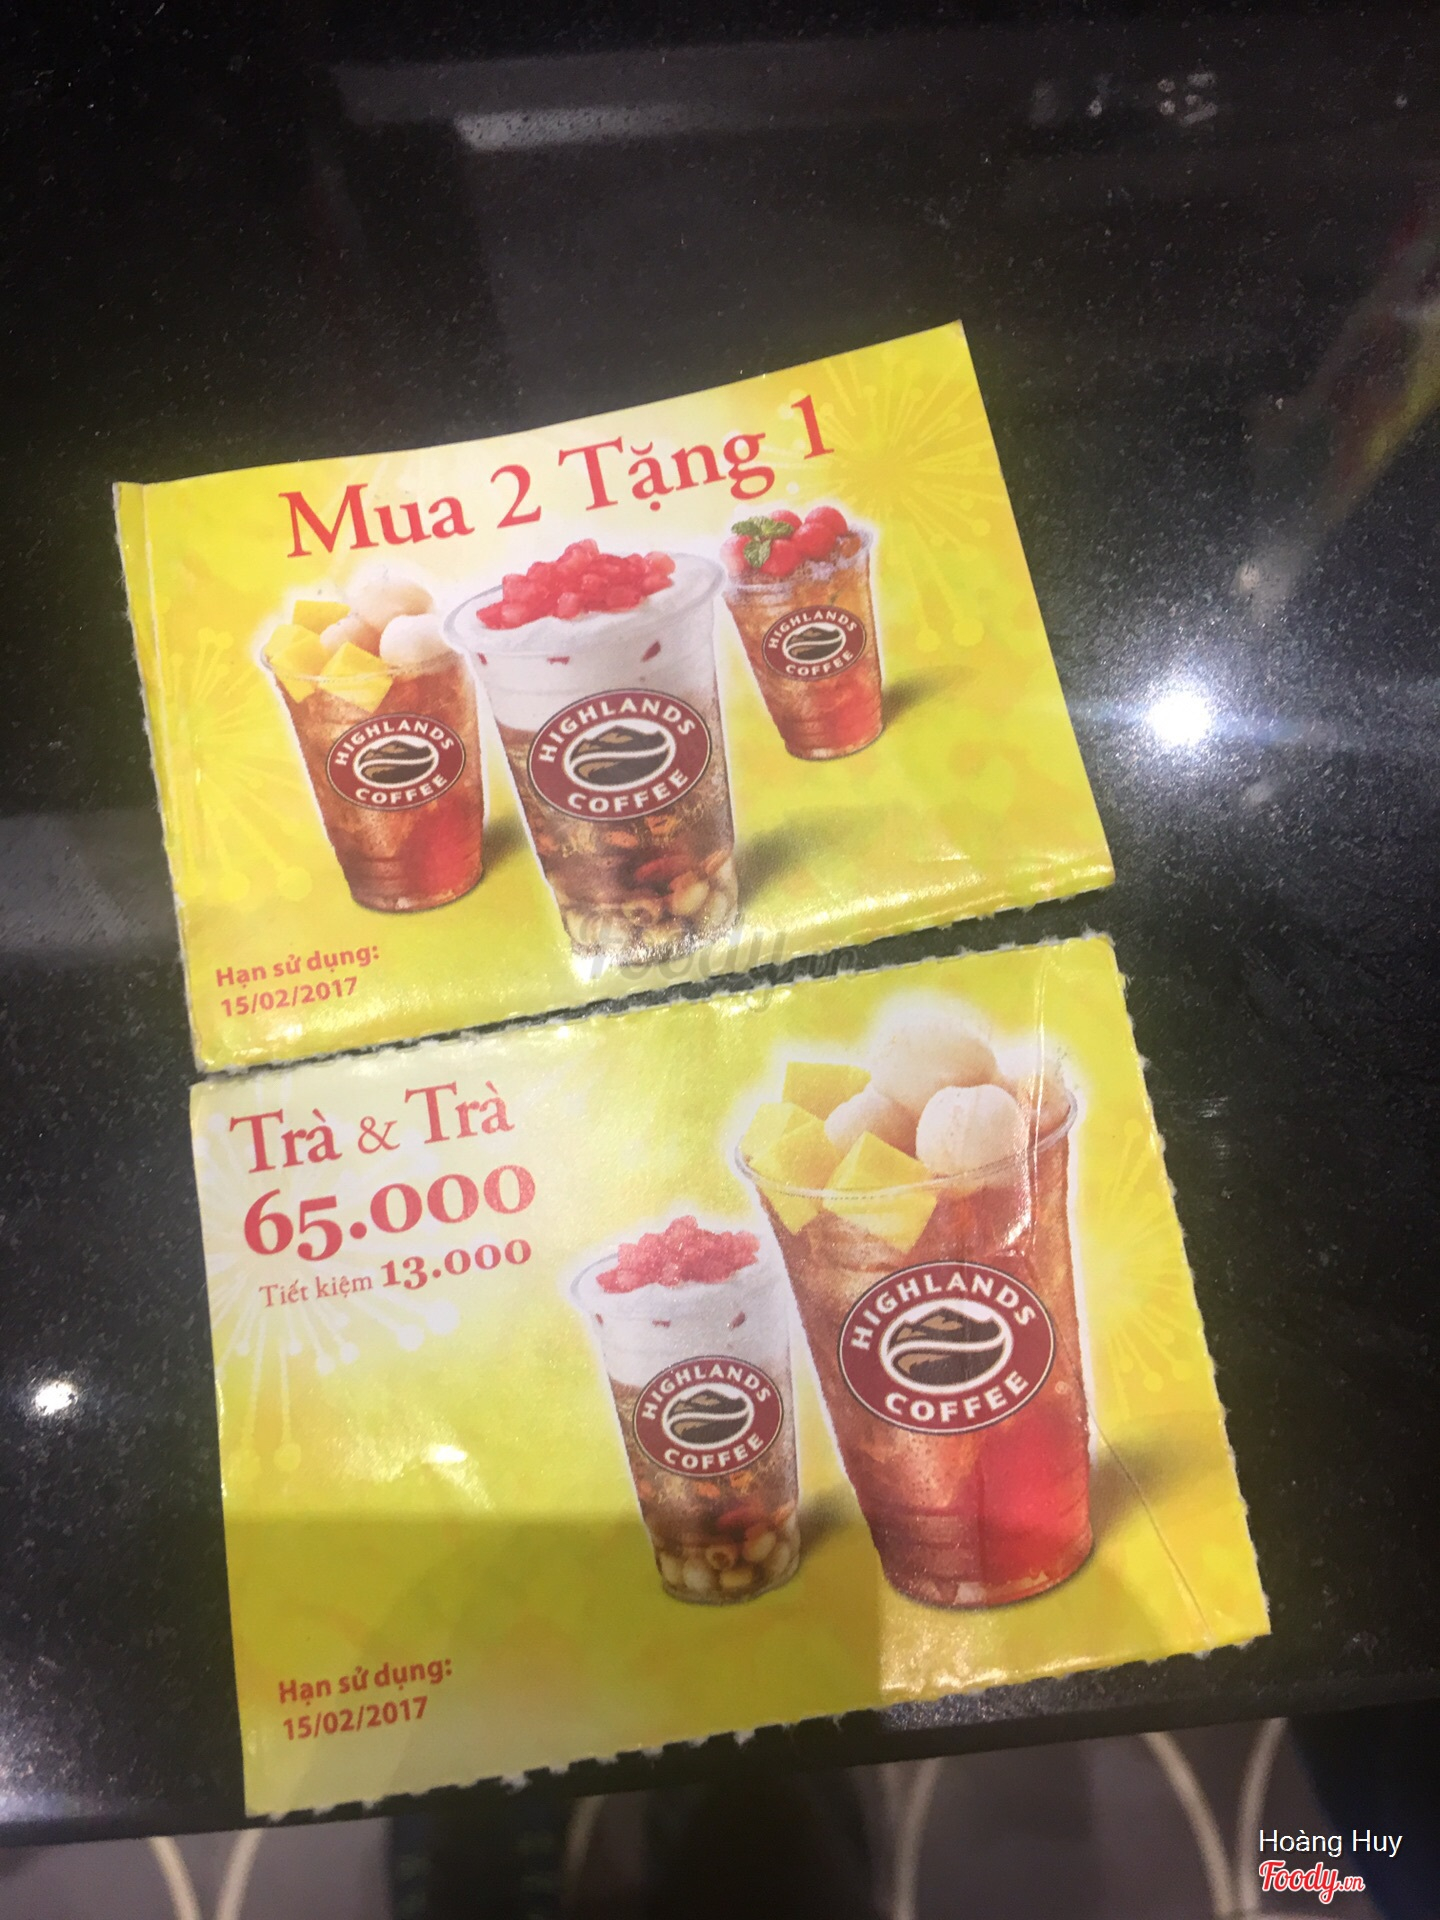 Mua 2 Tặng 1
HIGHLANDS
COFFEE
HIGHLANDS
COFFEE
HIGHLANDS
COFFEE
Hạn sử dụng:
15/02/2017
Foody.vn
Trà & Trà
65.000
Tiết kiệm 13.000
HIGHLANDS
COFFEE
HIGHLANDS
COFFEE
®
Hạn sử dụng:
15/02/2017
Hoàng Huy
Foody.vn